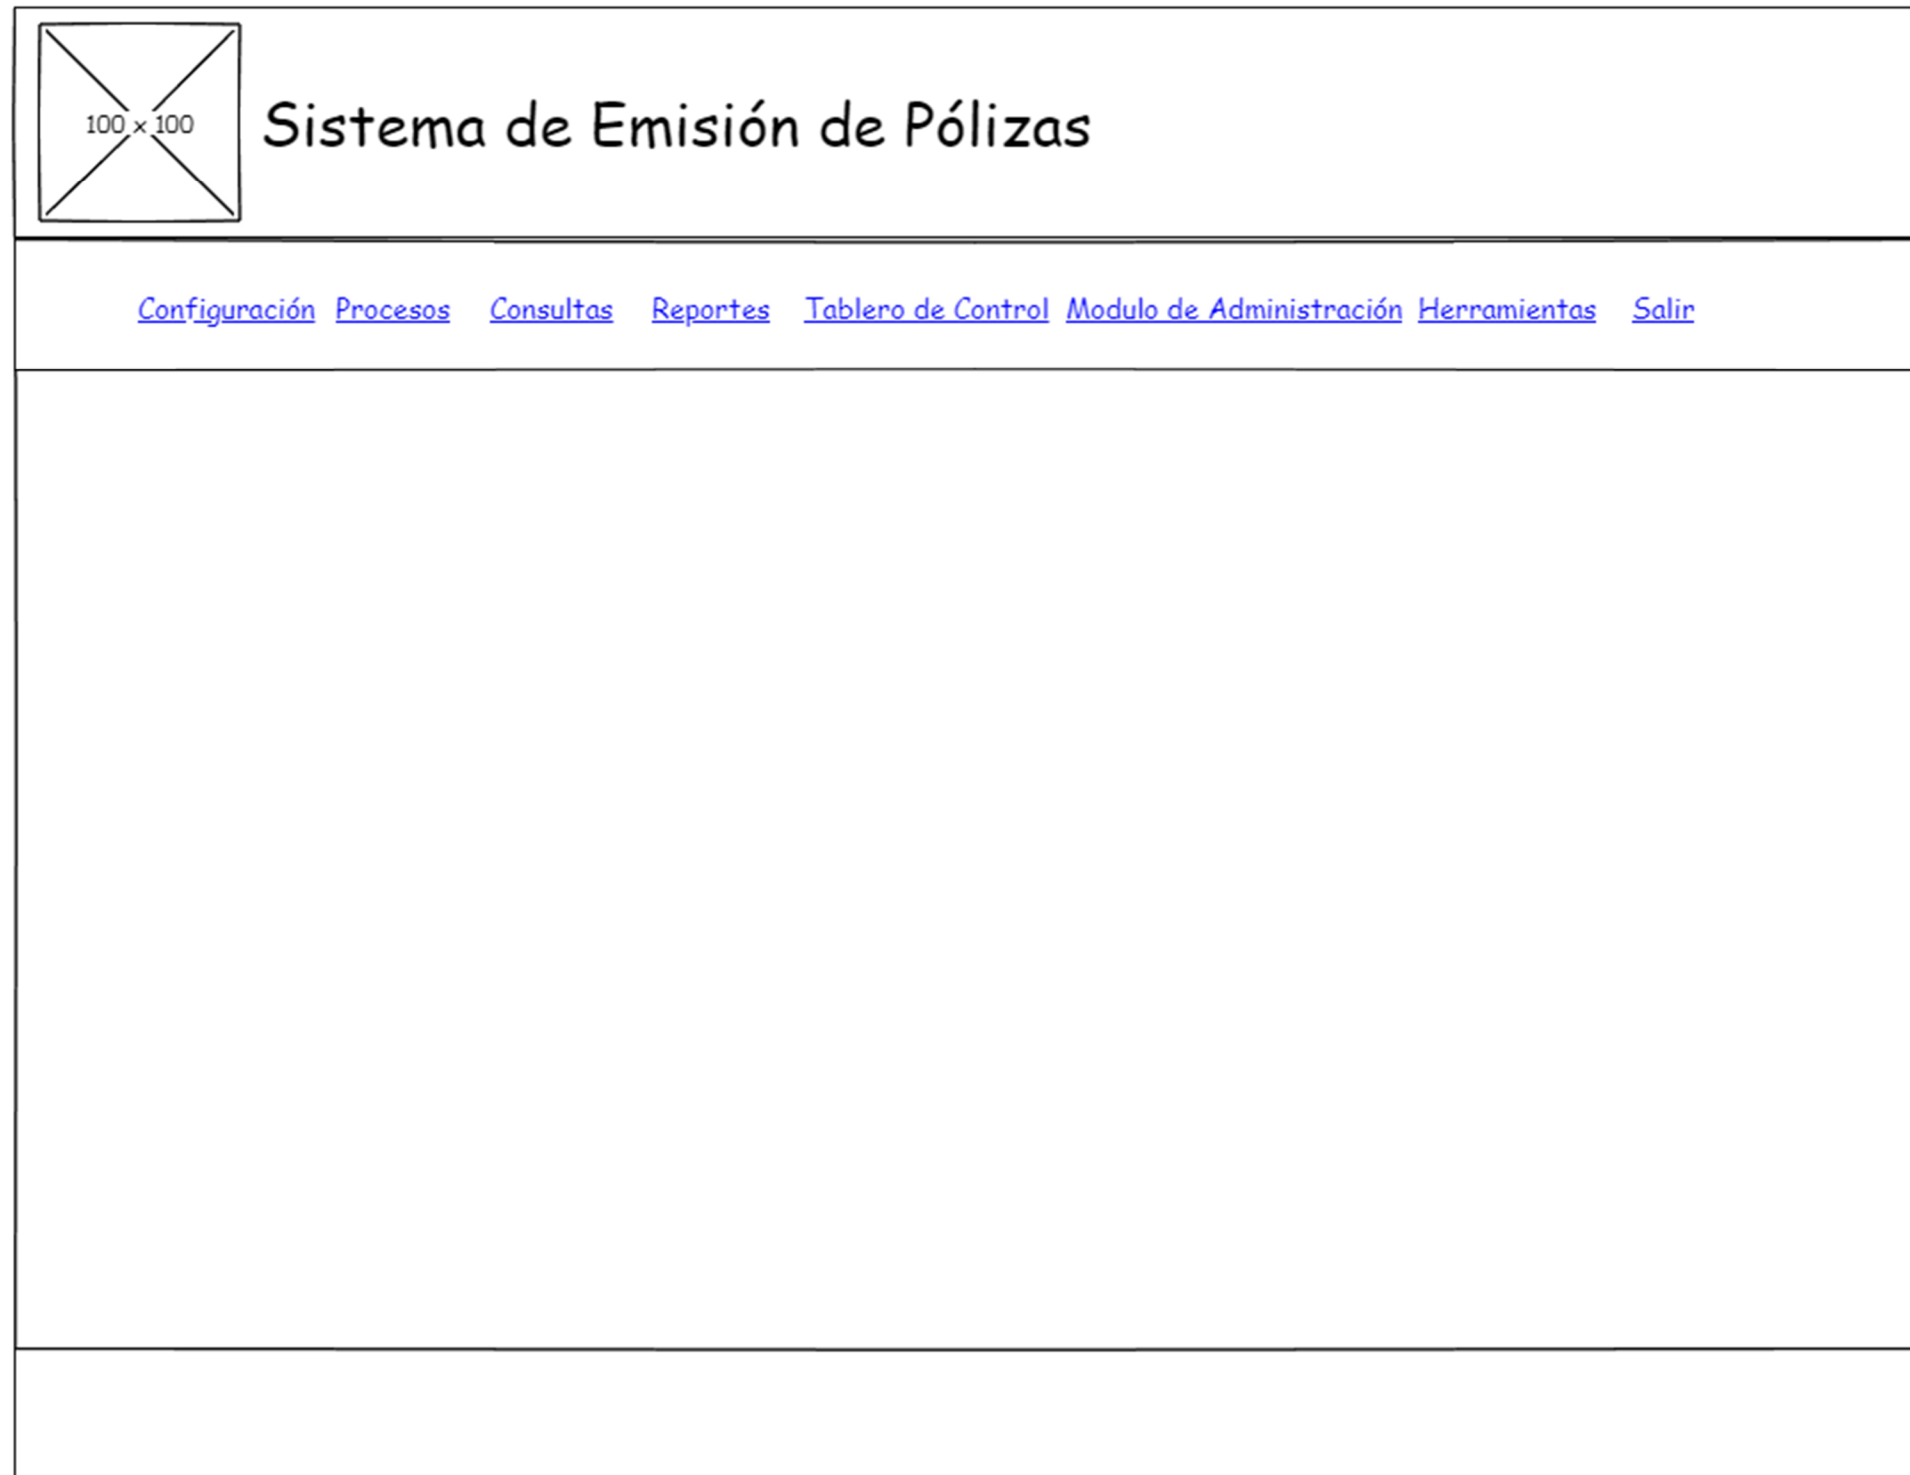 100 x 100
Sistema de Emisión de Pólizas
Configuración Procesos Consultas Reportes Tablero de Control Modulo de Administración Herramientas Salir